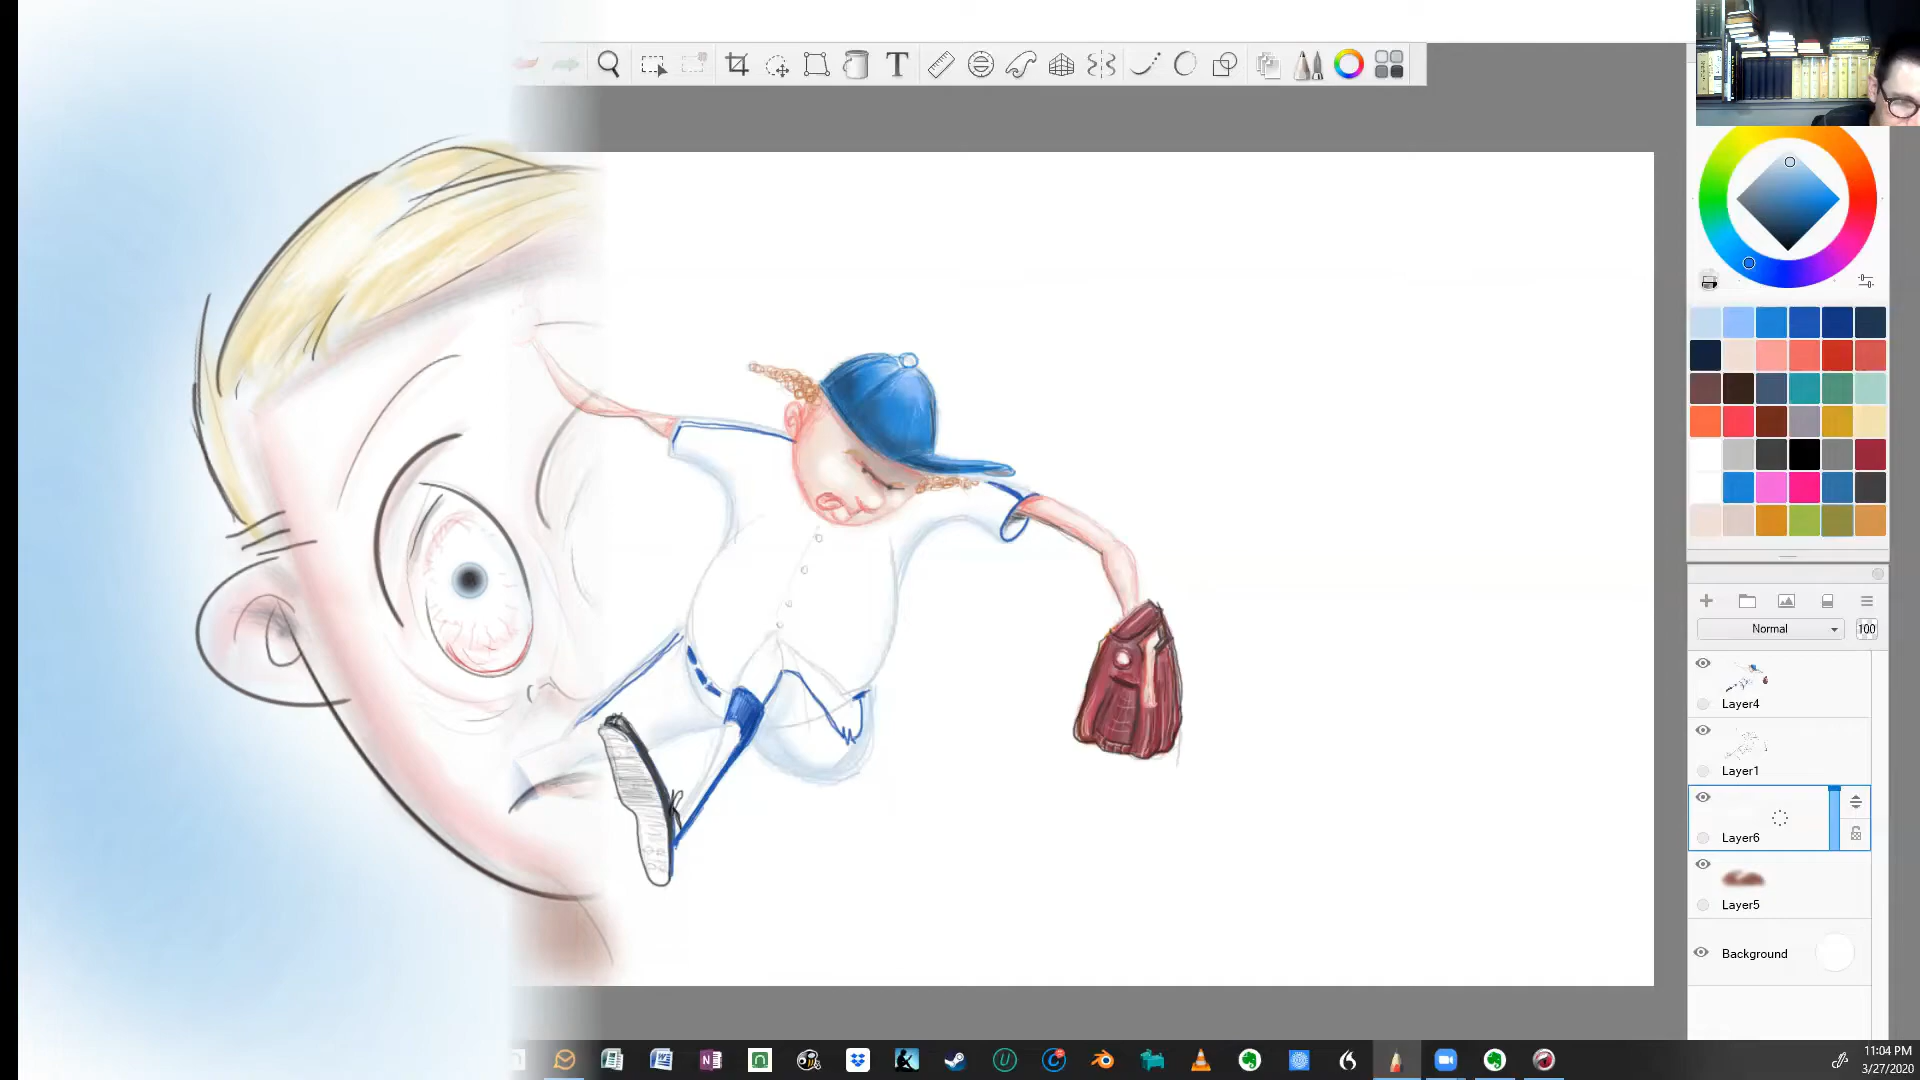 T
Normal
100
Layer4
Layer1
Layer6
Layer5
Background
11:04 PM
3/27/2020